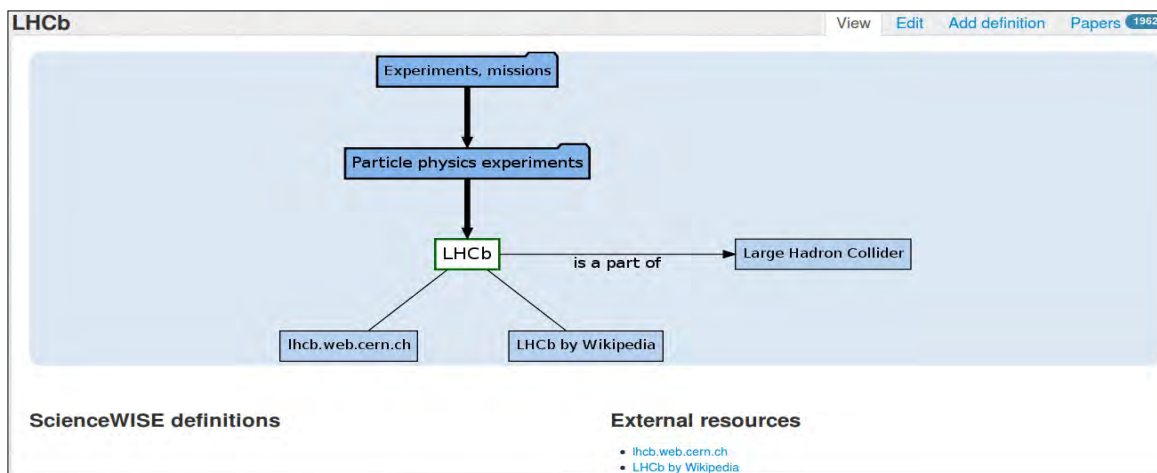 LHCb
View Edit Add definition Papers 1962
Experiments, missions
Particle physics experiments
LHCb
is a part of
Large Hadron Collider
lhcb.web.cern.ch
LHCb by Wikipedia
ScienceWISE definitions
External resources
lhcb.web.cern.ch
LHCb by Wikipedia